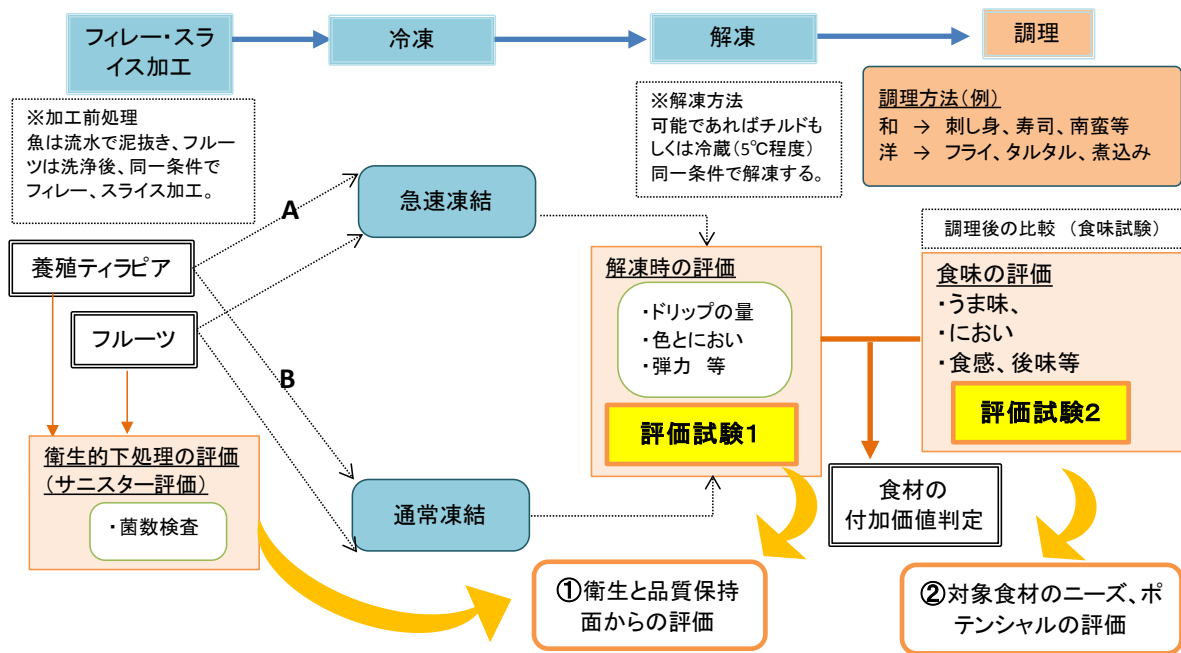 フィレー・スラ
イス加工
冷凍
解凍
調理
※加工前処理
魚は流水で泥抜き、フルー
ツは洗浄後、同一条件で
フィレー、スライス加工。
※解凍方法
可能であればチルドも
しくは冷蔵(5℃程度)
同一条件で解凍する。
調理方法(例)
和 → 刺し身、寿司、南蛮等
洋 → フライ、タルタル、煮込み
A
急速凍結
養殖ティラピア
フルーツ
B
通常凍結
衛生的下処理の評価
(サニスター評価)
・菌数検査
解凍時の評価
・ドリップの量
・色とにおい
・弾力 等
評価試験1
調理後の比較 (食味試験)
食味の評価
・うま味、
・におい
・食感、後味等
評価試験2
食材の
付加価値判定
①衛生と品質保持
面からの評価
②対象食材のニーズ、ポ
テンシャルの評価